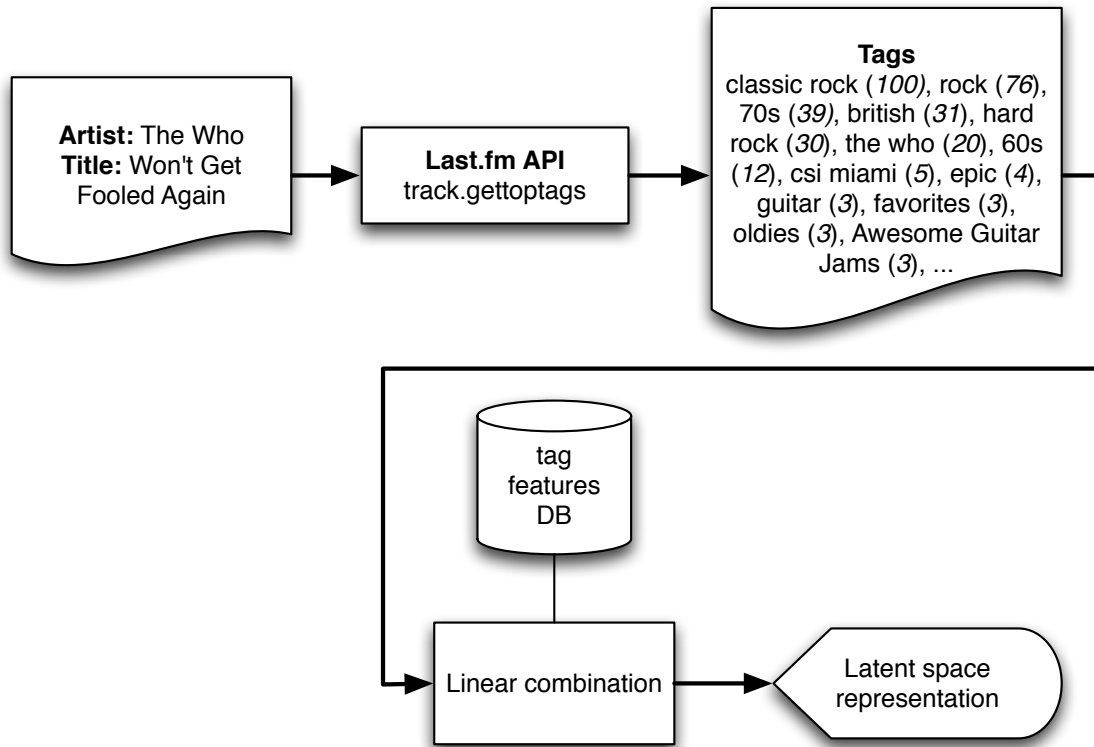 Artist: The Who
Title: Won't Get
Fooled Again
Last.fm API
track.gettoptags
Tags
classic rock (100), rock (76),
70s (39), british (31), hard
rock (30), the who (20), 60s
(12), csi miami (5), epic (4),
guitar (3), favorites (3),
oldies (3), Awesome Guitar
Jams (3), ...
tag
features
DB
Linear combination
Latent space
representation